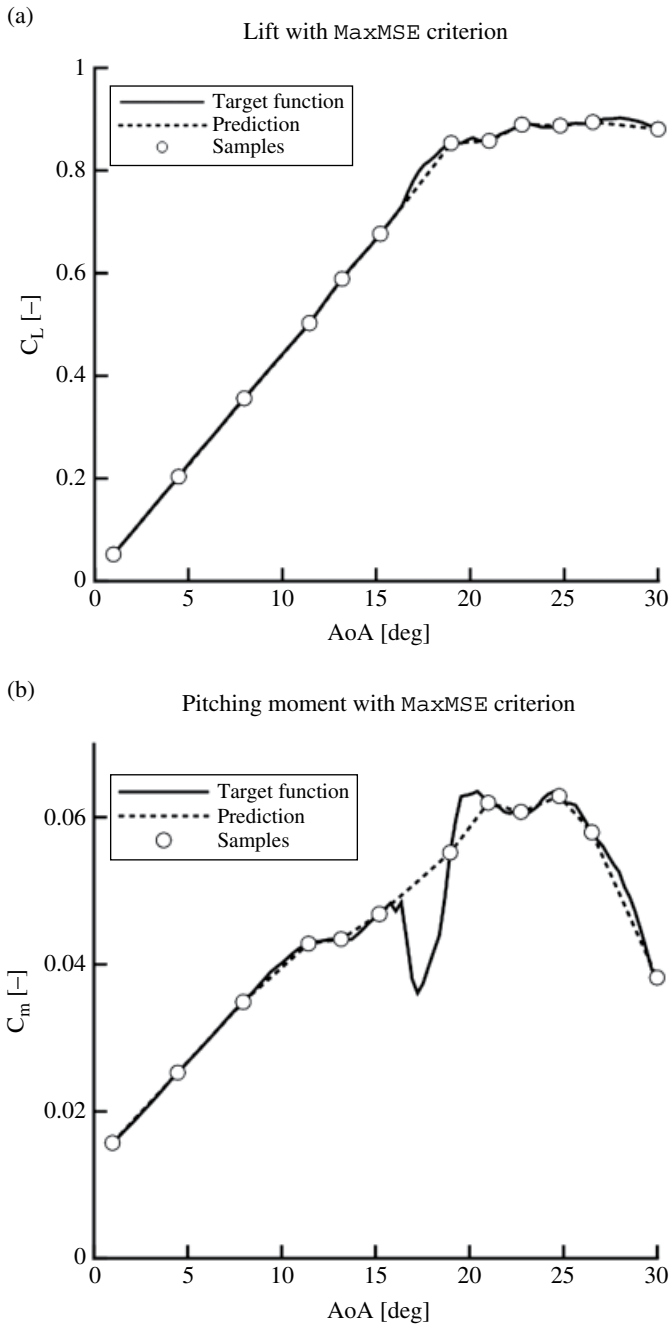 (a)
Lift with MaxMSE criterion
1
0.8
0.6
0.4
0.2
0
C_L [–]
Target function
Prediction
Samples
0 5 10 15 20 25 30
AoA [deg]
(b)
Pitching moment with MaxMSE criterion
0.06
0.04
0.02
0
C_m [–]
Target function
Prediction
Samples
0 5 10 15 20 25 30
AoA [deg]